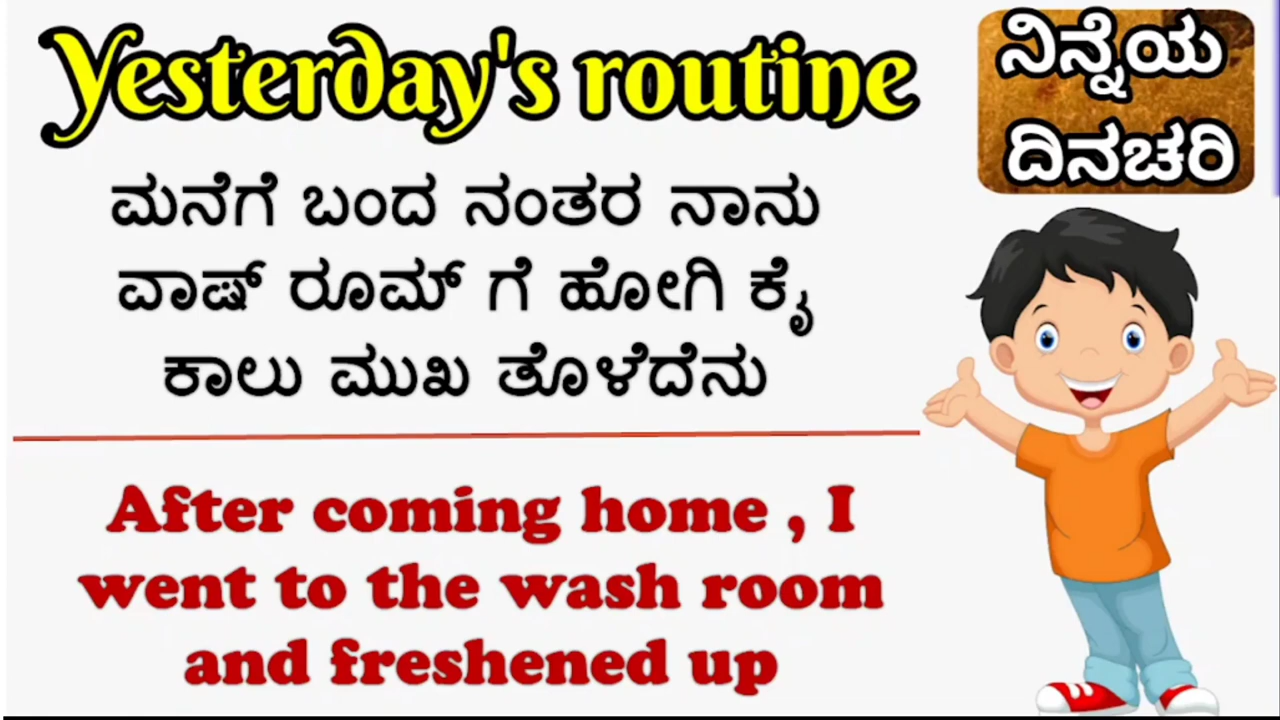 Yesterday's routine
ನಿನ್ನೆಯ
ದಿನಚರಿ
ಮನೆಗೆ ಬಂದ ನಂತರ ನಾನು
ವಾಷ್ ರೂಮ್ ಗೆ ಹೋಗಿ ಕೈ
ಕಾಲು ಮುಖ ತೊಳೆದೆನು
After coming home , I
went to the wash room
and freshened up